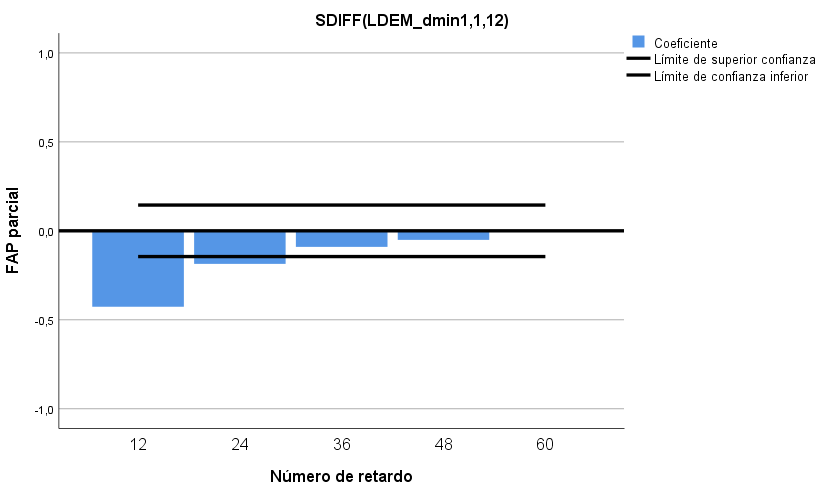 SDIFF(LDEM_dmin1,1,12)
Coeficiente
Límite de superior confianza
Límite de confianza inferior
1,0
0,5
0,0
-0,5
-1,0
FAP parcial
12 24 36 48 60
Número de retardo